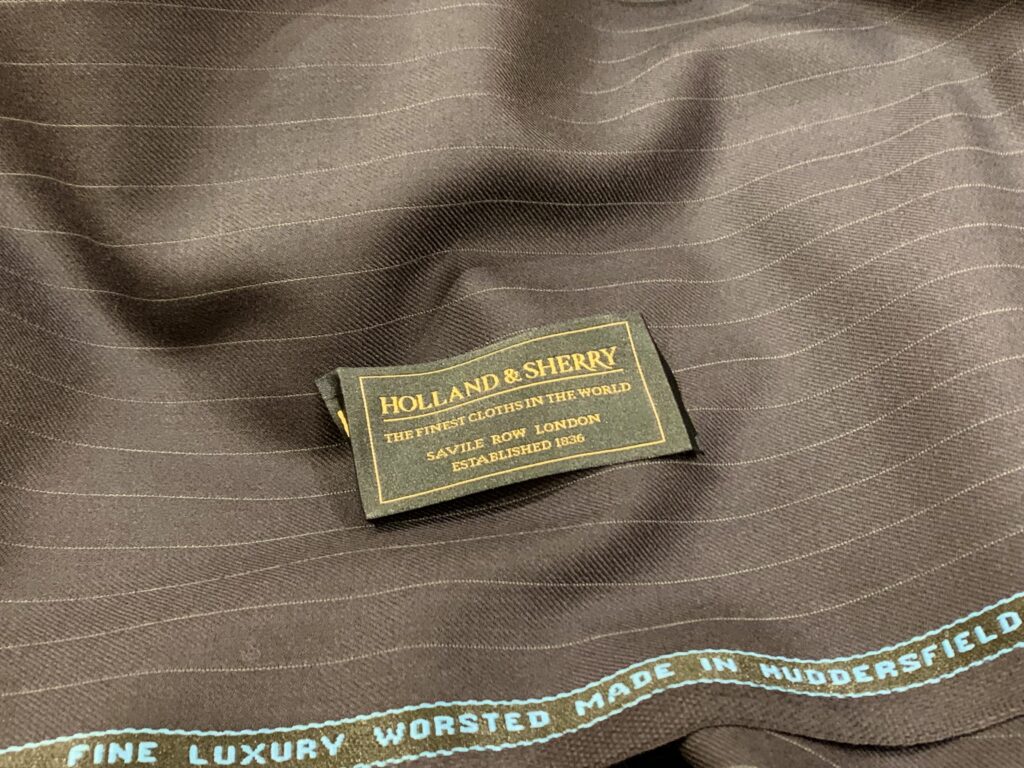 HOLLAND & SHERRY
THE FINEST CLOTHS IN THE WORLD
SAVILE ROW LONDON
ESTABLISHED 1836
FINE LUXURY WORSTED MADE IN HUDDERSFIELD